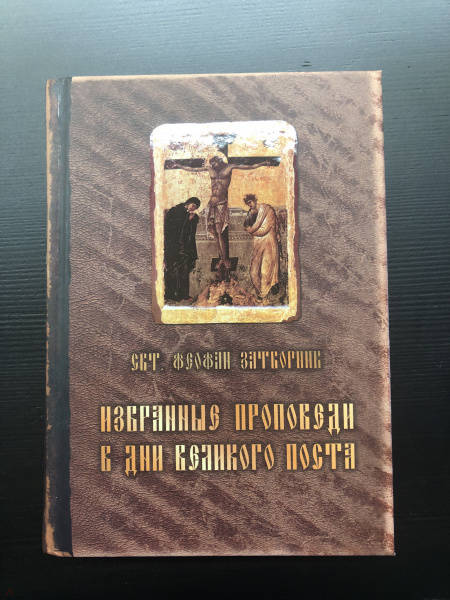 СВТ. ФЕОФАН ЗАТВОРНИК
ИЗБРАННЫЕ ПРОПОВЕДИ
В ДНИ ВЕЛИКОГО ПОСТА